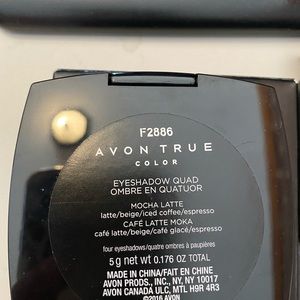 F2886
AVON TRUE
COLOR
EYESHADOW QUAD
OMBRE EN QUATUOR
MOCHA LATTE
latte/beige/iced coffee/espresso
CAFÉ LATTE MOKA
café latte/beige/café glacé/espresso
four eyeshadows/quatre ombres à paupières
5 g net wt 0.176 OZ TOTAL
MADE IN CHINA/FAIT EN CHINE
AVON PRODS., INC., NY, NY 10017
AVON CANADA ULC, MTL H9R 4R3
©2016 AVON